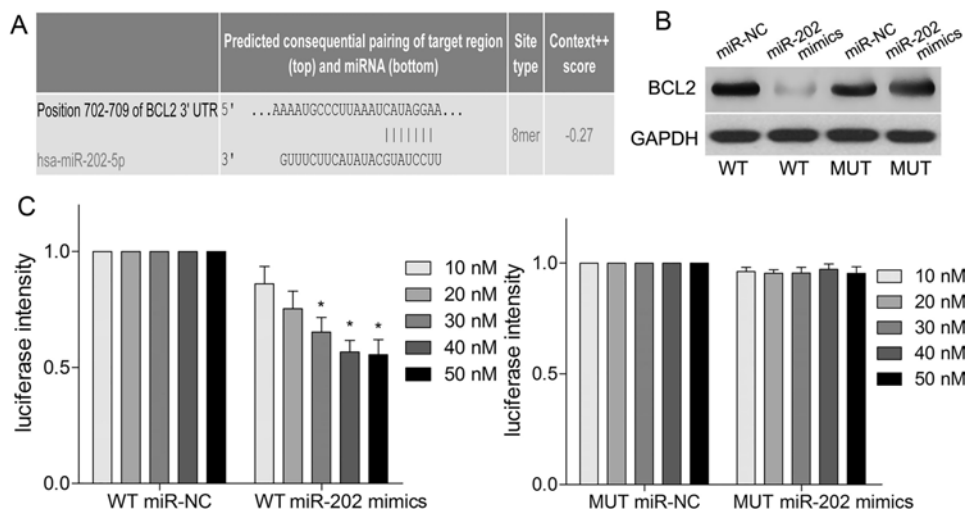 A
Predicted consequential pairing of target region
(top) and miRNA (bottom)
Site
type
Context++
score
Position 702-709 of BCL2 3' UTR 5' ...AAAAUGCCCUUAAAUCAUAGGAA...
|||||||
8mer
-0.27
hsa-miR-202-5p 3' GUUUCUUCAUAUACGUAUCCUU
B
miR-NC
miR-202
mimics
miR-NC
miR-202
mimics
BCL2
GAPDH
WT WT MUT MUT
C
luciferase intensity
1.0
0.5
0.0
* * *
10 nM
20 nM
30 nM
40 nM
50 nM
WT miR-NC WT miR-202 mimics
luciferase intensity
1.0
0.5
0.0
10 nM
20 nM
30 nM
40 nM
50 nM
MUT miR-NC MUT miR-202 mimics